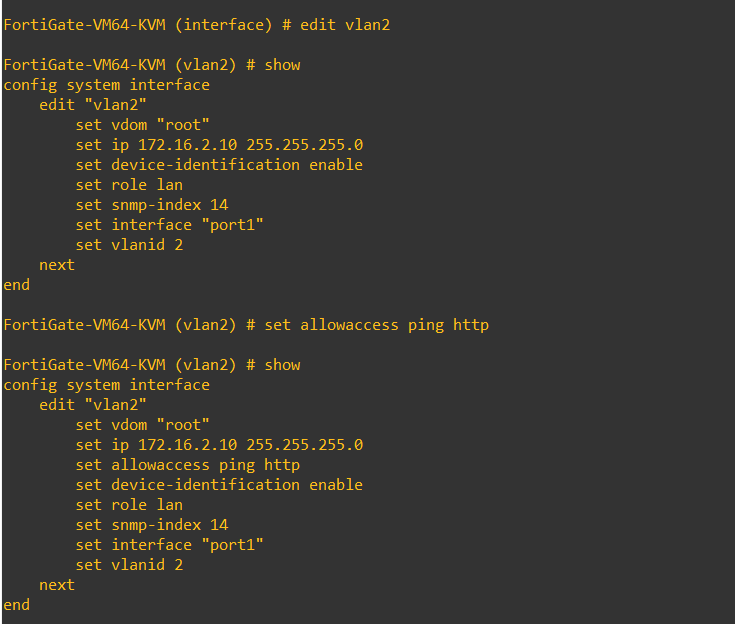 FortiGate-VM64-KVM (interface) # edit vlan2
FortiGate-VM64-KVM (vlan2) # show
config system interface
    edit "vlan2"
        set vdom "root"
        set ip 172.16.2.10 255.255.255.0
        set device-identification enable
        set role lan
        set snmp-index 14
        set interface "port1"
        set vlanid 2
    next
end
FortiGate-VM64-KVM (vlan2) # set allowaccess ping http
FortiGate-VM64-KVM (vlan2) # show
config system interface
    edit "vlan2"
        set vdom "root"
        set ip 172.16.2.10 255.255.255.0
        set allowaccess ping http
        set device-identification enable
        set role lan
        set snmp-index 14
        set interface "port1"
        set vlanid 2
    next
end